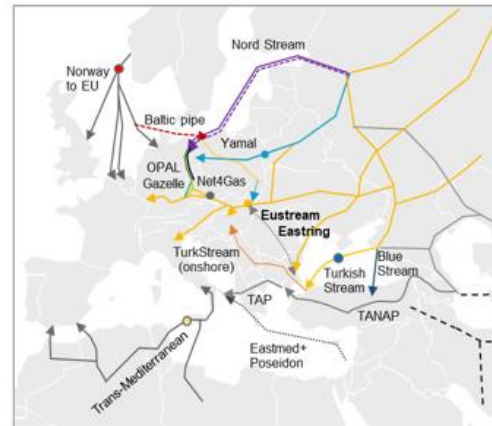 Nord Stream
Norway
to EU
Baltic pipe
Yamal
OPAL
Gazelle
Net4Gas
Eustream
Eastring
TurkStream
(onshore)
Turkish
Stream
Blue
Stream
TAP
TANAP
Trans-Mediterranean
Eastmed+
Poseidon